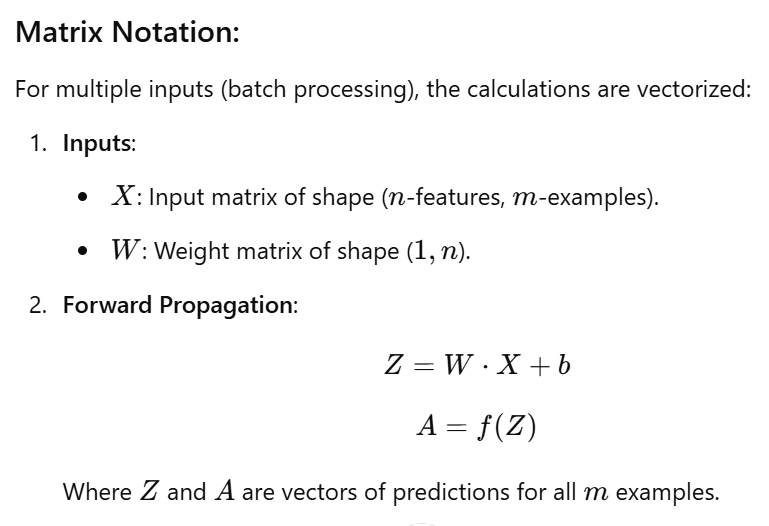 Matrix Notation:
For multiple inputs (batch processing), the calculations are vectorized:
1. Inputs:
• X: Input matrix of shape (n-features, m-examples).
• W: Weight matrix of shape (1, n).
2. Forward Propagation:
Z = W · X + b
A = f(Z)
Where Z and A are vectors of predictions for all m examples.